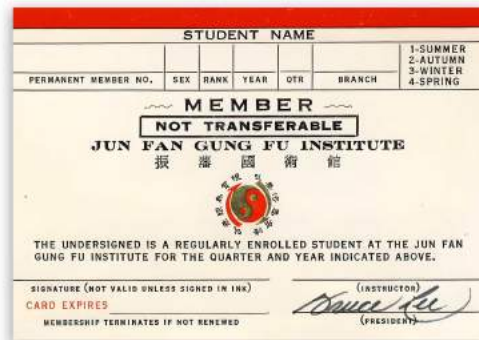 STUDENT NAME
PERMANENT MEMBER NO. SEX RANK YEAR QTR BRANCH
1-SUMMER
2-AUTUMN
3-WINTER
4-SPRING
MEMBER
NOT TRANSFERABLE
JUN FAN GUNG FU INSTITUTE
振藩國術館
THE UNDERSIGNED IS A REGULARLY ENROLLED STUDENT AT THE JUN FAN
GUNG FU INSTITUTE FOR THE QUARTER AND YEAR INDICATED ABOVE.
SIGNATURE (NOT VALID UNLESS SIGNED IN INK)
CARD EXPIRES
MEMBERSHIP TERMINATES IF NOT RENEWED
(INSTRUCTOR)
Bruce Lee
(PRESIDENT)